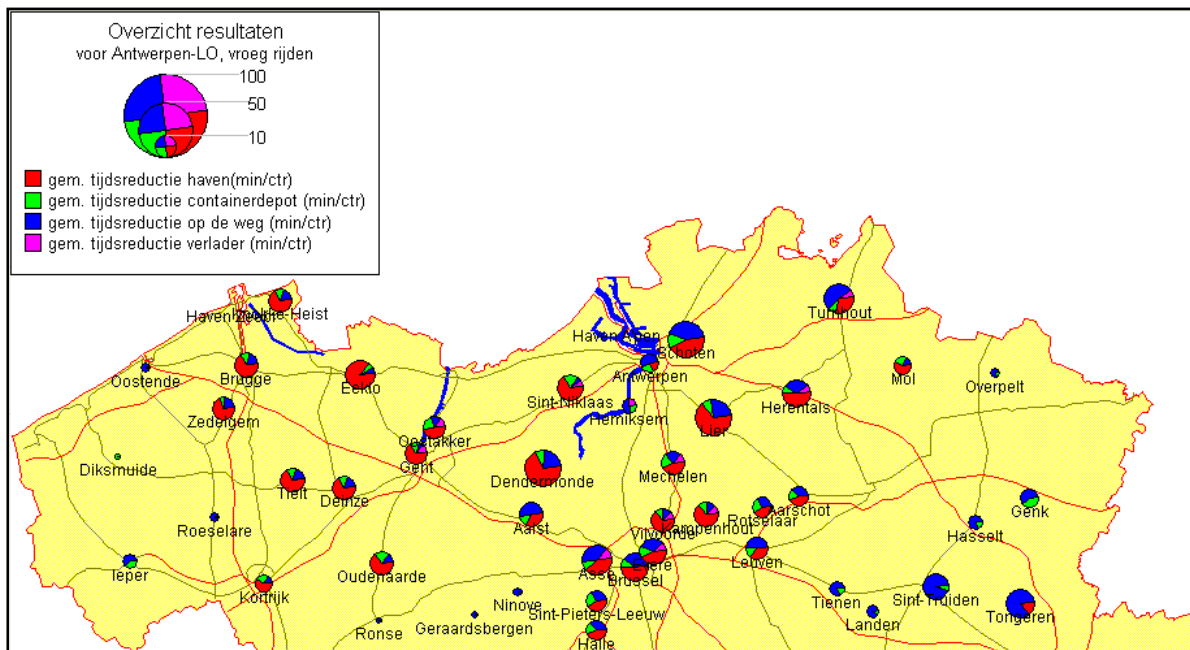 Overzicht resultaten
voor Antwerpen-LO, vroeg rijden
100
50
10
gem. tijdsreductie haven(min/ctr)
gem. tijdsreductie containerdepot (min/ctr)
gem. tijdsreductie op de weg (min/ctr)
gem. tijdsreductie verlader (min/ctr)
Haven
-Heist
Turnhout
Haven
Schoten
Oostende
Brugge
Eeklo
Antwerpen
Mol
Overpelt
Zedelgem
Sint-Niklaas
Hemiksem
Herentals
Lier
Oostakker
Gent
Diksmuide
Dendermonde
Mechelen
Tielt
Deinze
Genk
Aarschot
Rotselaar
Kampenhout
Vilvoorde
Aalst
Roeselare
Hasselt
Leuven
Evere
Brussel
Asse
Ieper
Oudenaarde
Kortrijk
Ninove
Tienen
Sint-Truiden
Tongeren
Sint-Pieters-Leeuw
Landen
Ronse
Geraardsbergen
Halle